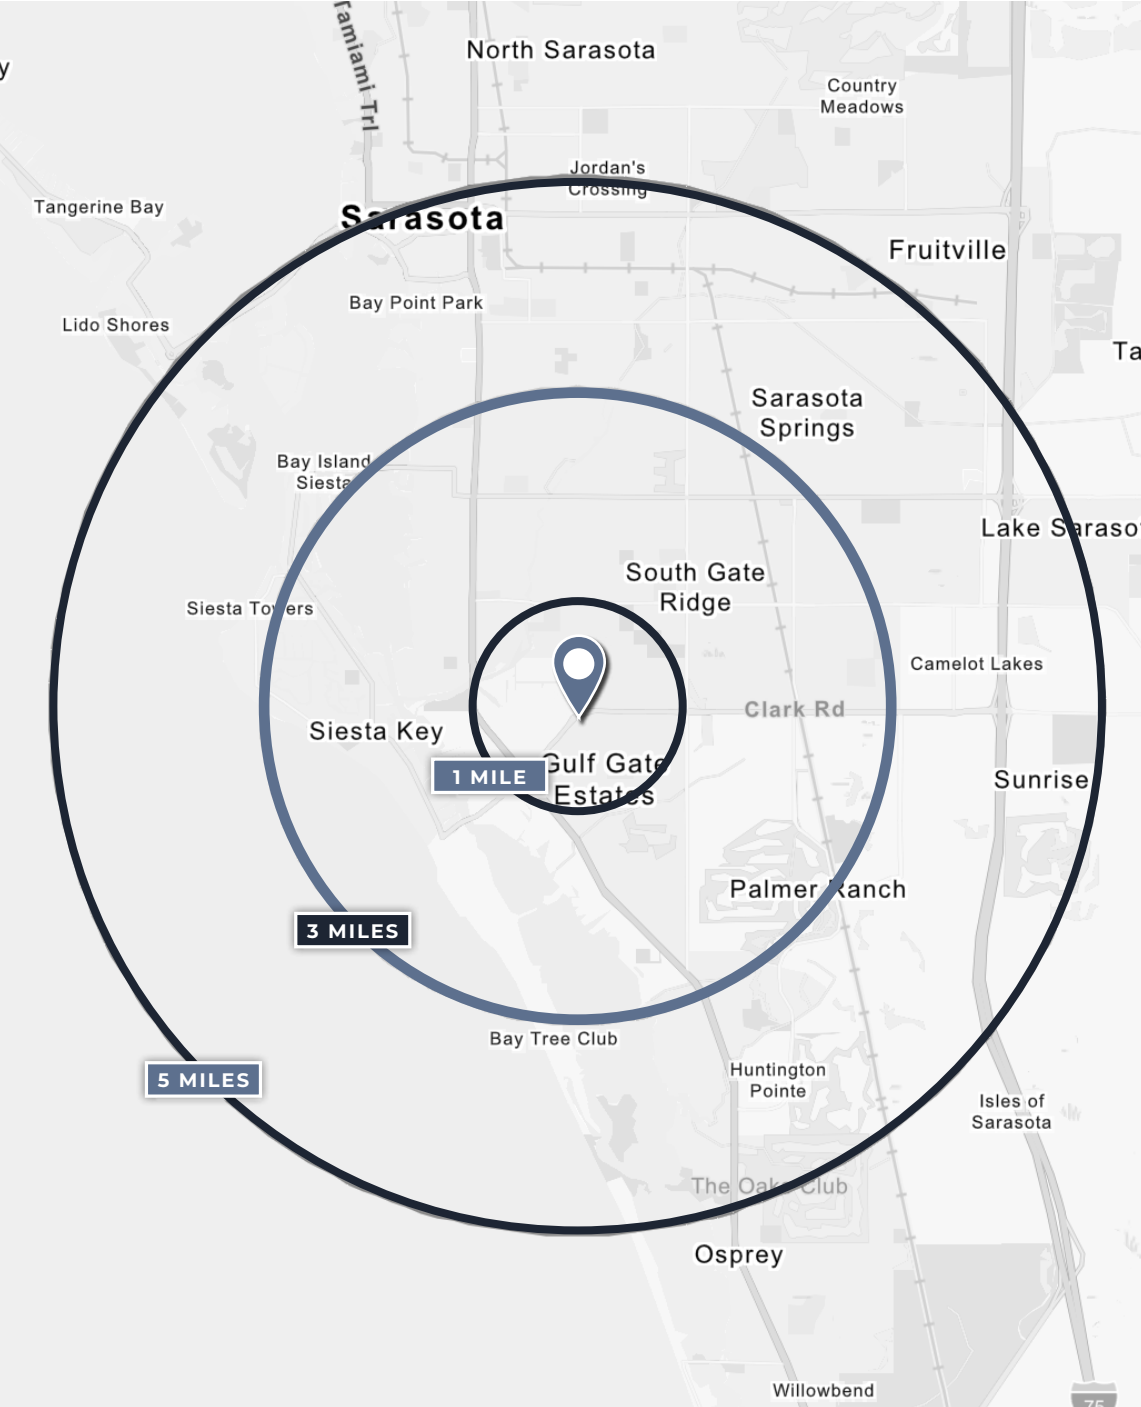 Tamiami Trl
North Sarasota
y
Country
Meadows
Jordan's
Crossing
Tangerine Bay
Sarasota
Fruitville
Bay Point Park
Lido Shores
Ta
Sarasota
Springs
Bay Island
Siesta
Lake Saraso
South Gate
Ridge
Siesta Towers
Camelot Lakes
Clark Rd
Siesta Key
Gulf Gate
Estates
1 MILE
Sunrise
Palmer Ranch
3 MILES
Bay Tree Club
Huntington
Pointe
5 MILES
Isles of
Sarasota
The Oaks Club
Osprey
Willowbend
75